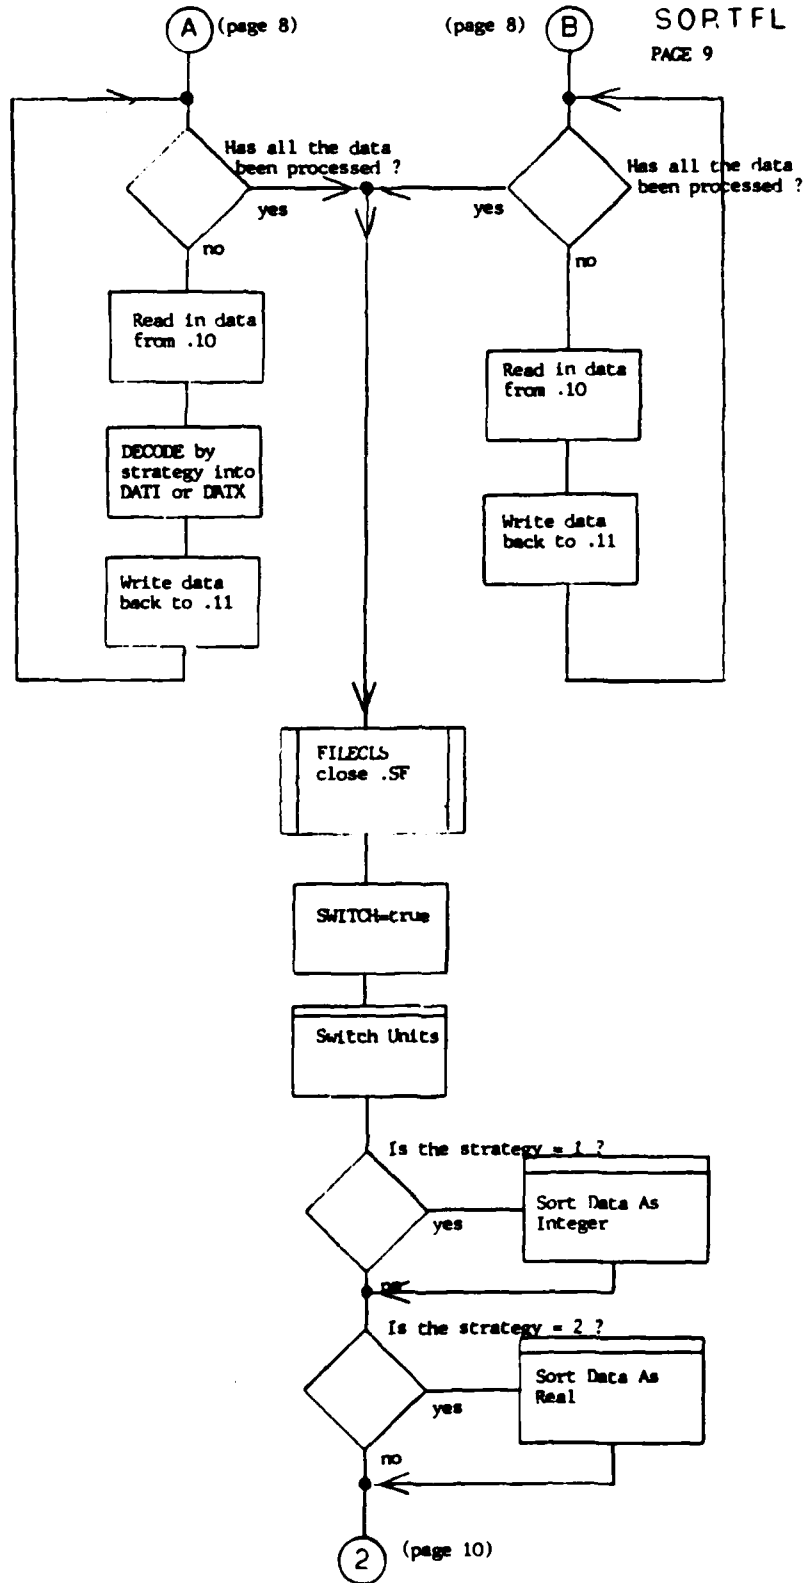 A (page 8)
(page 8) B
SORTFL
PAGE 9
Has all the data
been processed ?
yes
no
Has all the data
been processed ?
yes
no
Read in data
from .10
DECODE by
strategy into
DATI or DATX
Write data
back to .11
Read in data
from .10
Write data
back to .11
FILECLS
close .SF
SWITCH=true
Switch Units
Is the strategy = 1 ?
yes
Sort Data As
Integer
no
Is the strategy = 2 ?
yes
Sort Data As
Real
no
2 (page 10)